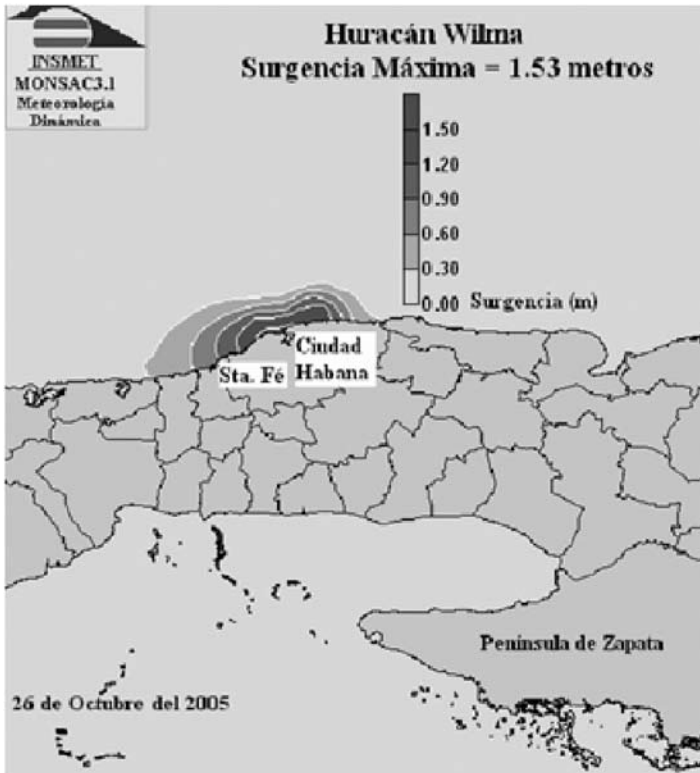 INSMET
MONSAC3.1
Meteorología
Dinámica
Huracán Wilma
Surgencia Máxima = 1.53 metros
1.50
1.20
0.90
0.60
0.30
0.00
Surgencia (m)
Ciudad
Habana
Sta. Fé
Península de Zapata
26 de Octubre del 2005